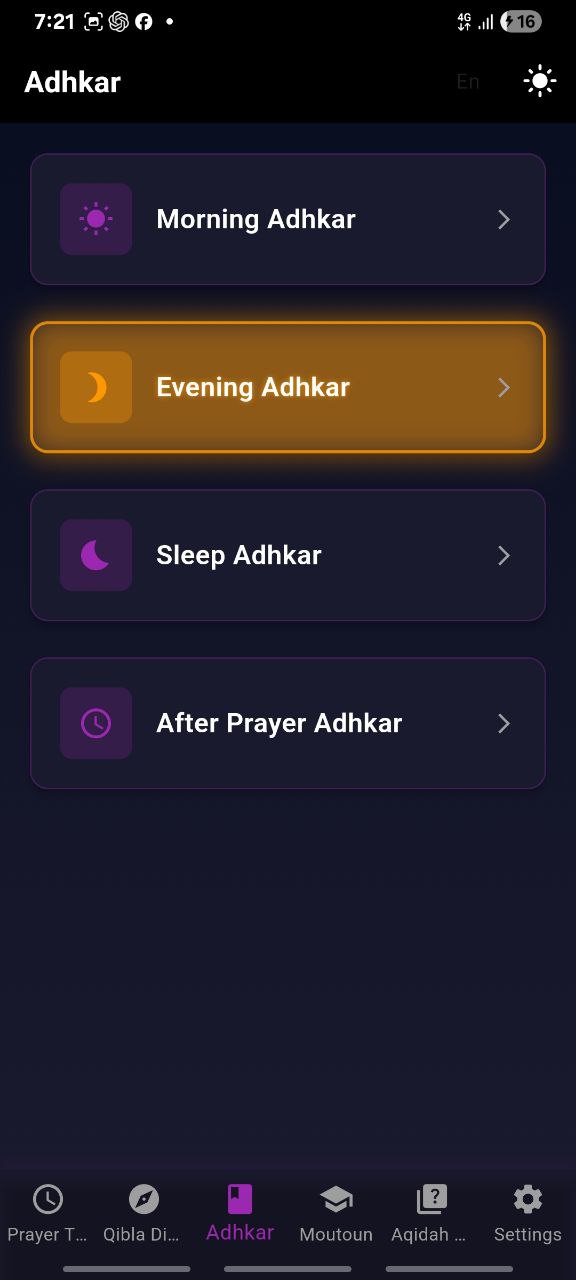 7:21 4G 16
Adhkar En
Morning Adhkar
Evening Adhkar
Sleep Adhkar
After Prayer Adhkar
Prayer T... Qibla Di... Adhkar Moutoun Aqidah ... Settings